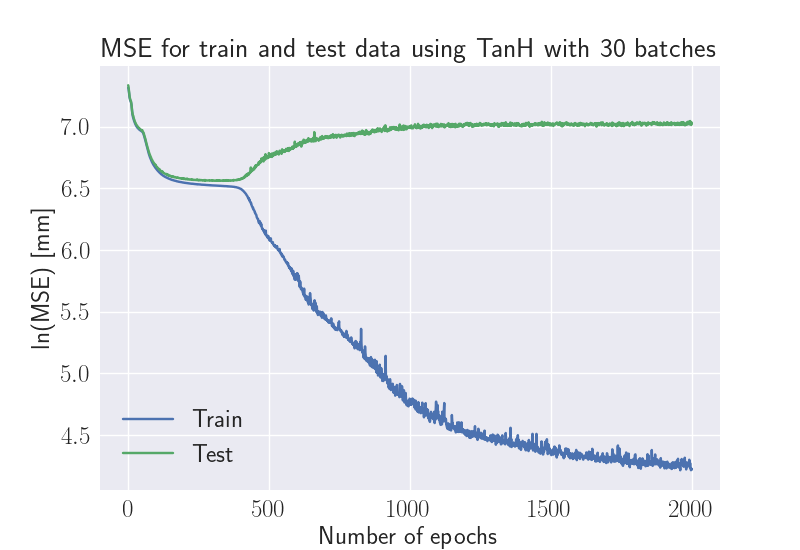 MSE for train and test data using TanH with 30 batches
ln(MSE) [mm]
7.0
6.5
6.0
5.5
5.0
4.5
Train
Test
0 500 1000 1500 2000
Number of epochs